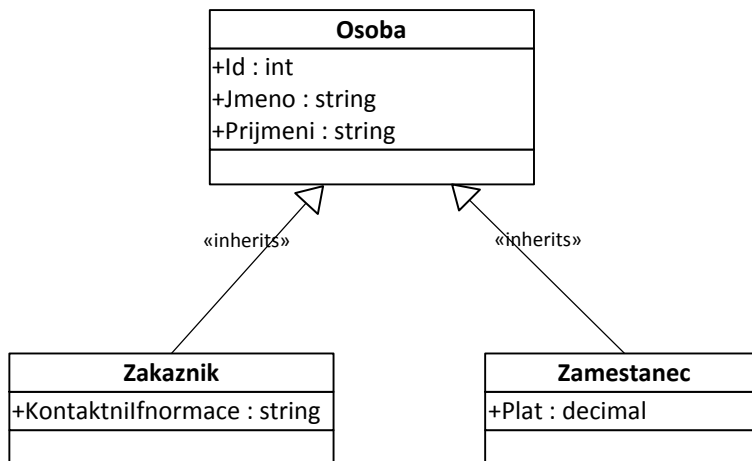 Osoba
+Id : int
+Jmeno : string
+Prijmeni : string
«inherits»
«inherits»
Zakaznik
+KontaktniIfnormace : string
Zamestanec
+Plat : decimal